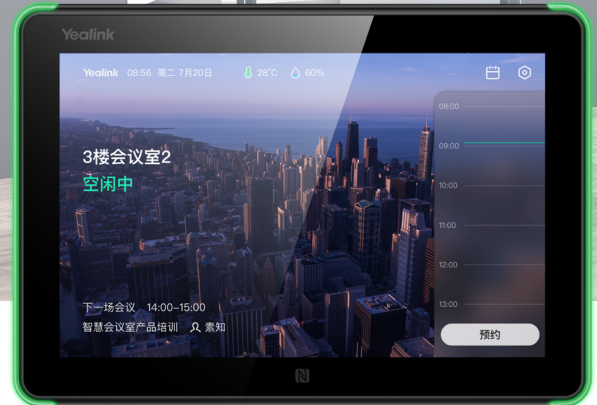 Yealink
Yealink 08:56 周二 7月20日 28°C 60%
3楼会议室2
空闲中
下一场会议 14:00-15:00
智慧会议室产品培训 素知
08:00
09:00
10:00
11:00
12:00
13:00
预约